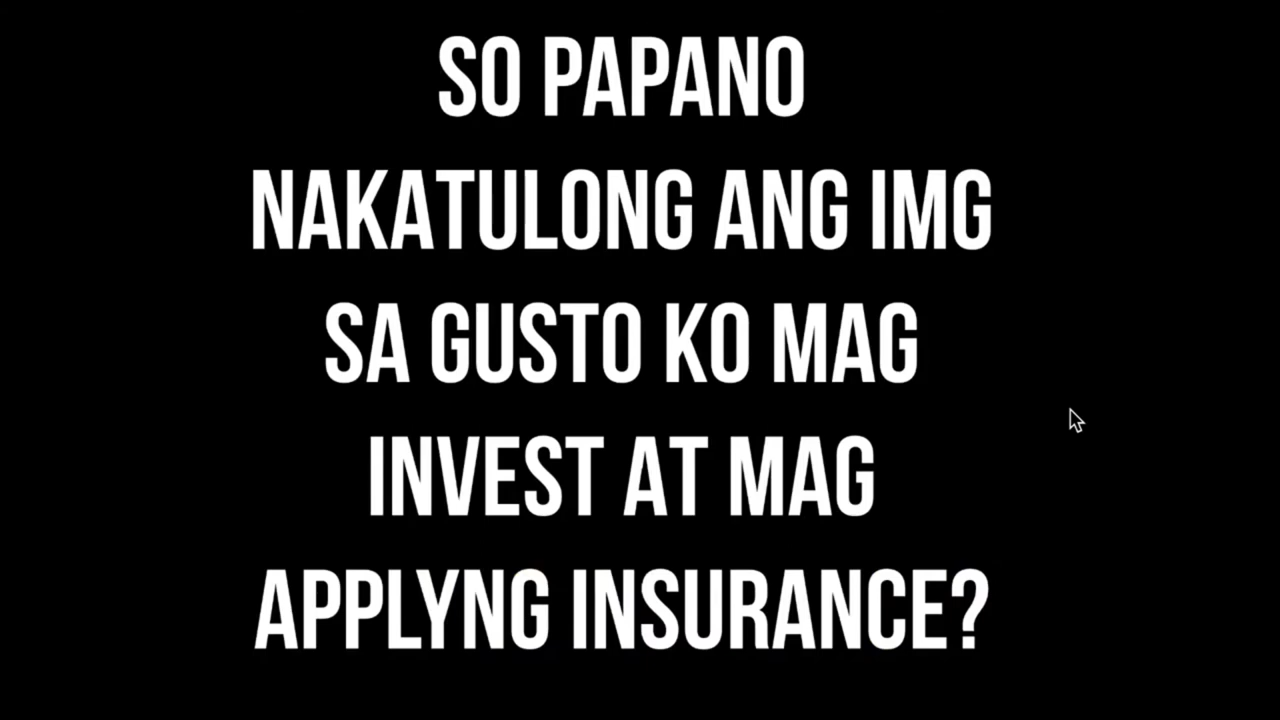 SO PAPANO
NAKATULONG ANG IMG
SA GUSTO KO MAG
INVEST AT MAG
APPLYNG INSURANCE?